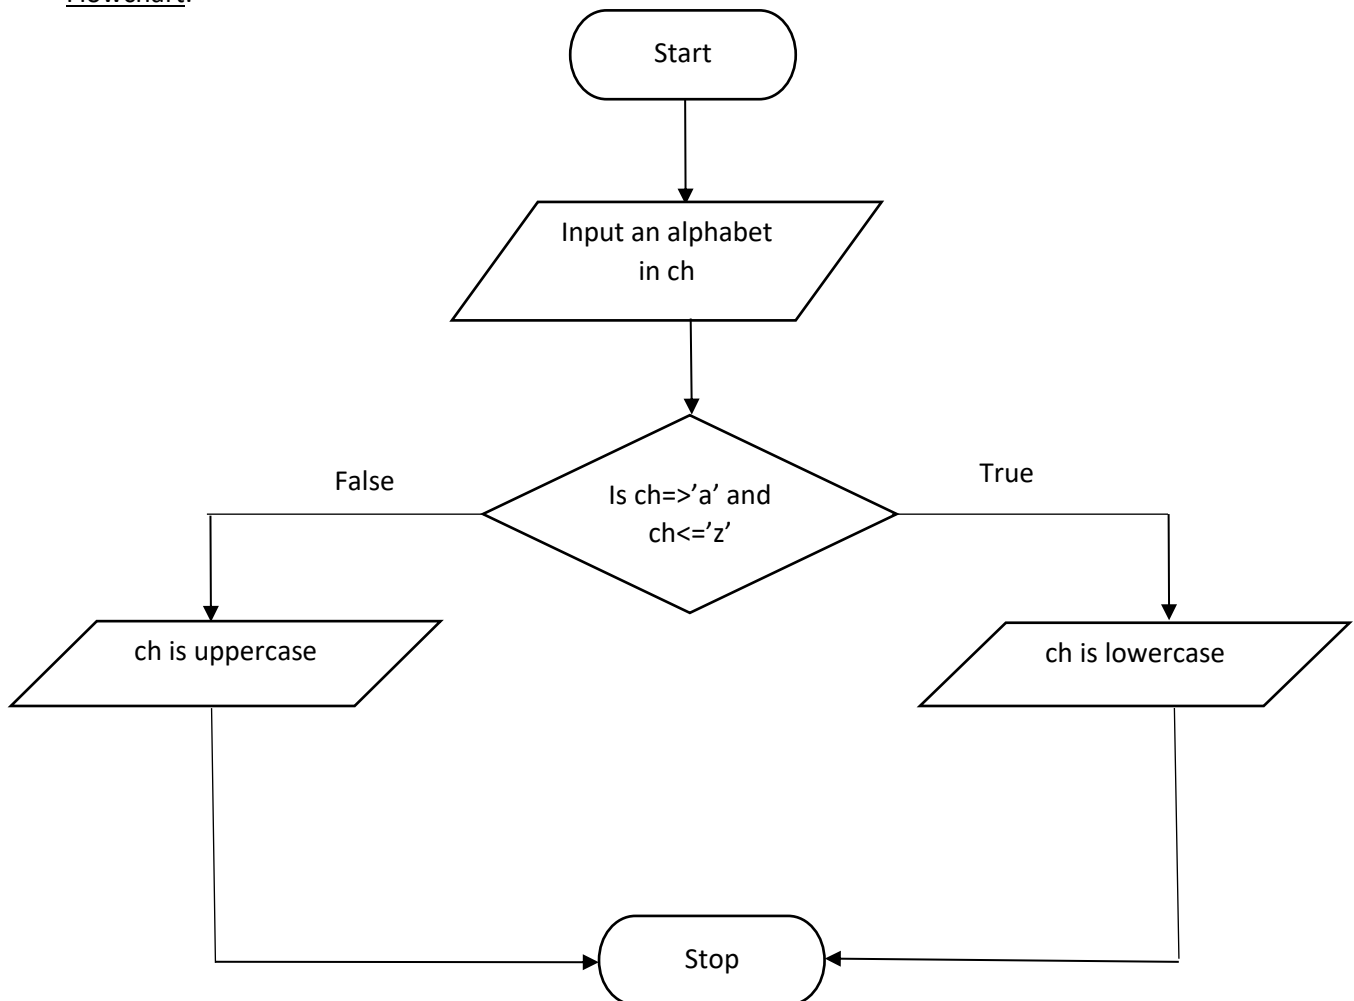 Flowchart:
Start
Input an alphabet
in ch
False
True
Is ch=>’a’ and
ch<=’z’
ch is uppercase
ch is lowercase
Stop